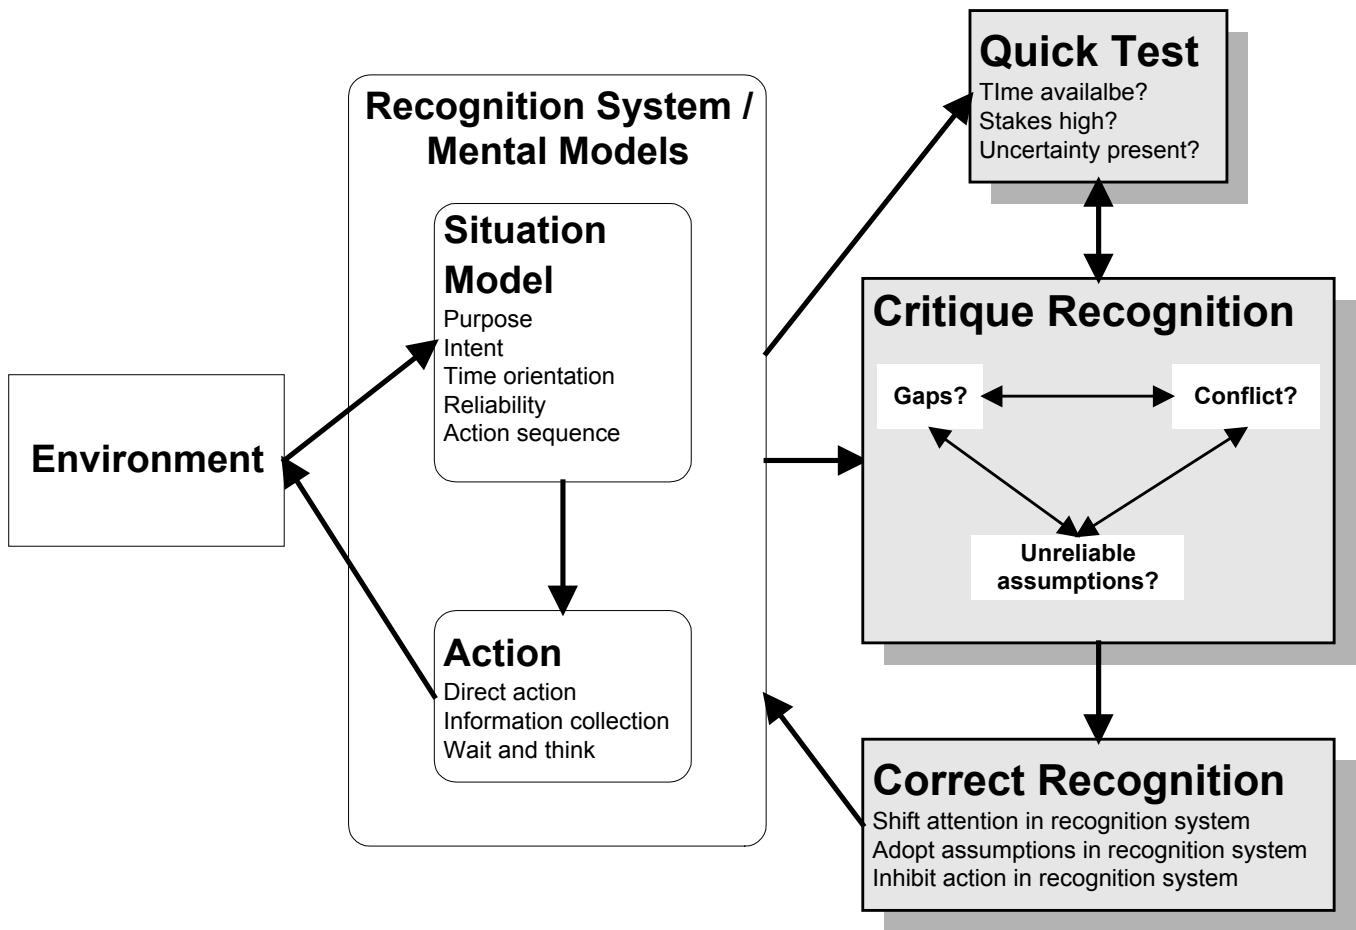 Environment
Recognition System /
Mental Models
Situation
Model
Purpose
Intent
Time orientation
Reliability
Action sequence
Action
Direct action
Information collection
Wait and think
Quick Test
TIme availalbe?
Stakes high?
Uncertainty present?
Critique Recognition
Gaps?
Conflict?
Unreliable
assumptions?
Correct Recognition
Shift attention in recognition system
Adopt assumptions in recognition system
Inhibit action in recognition system